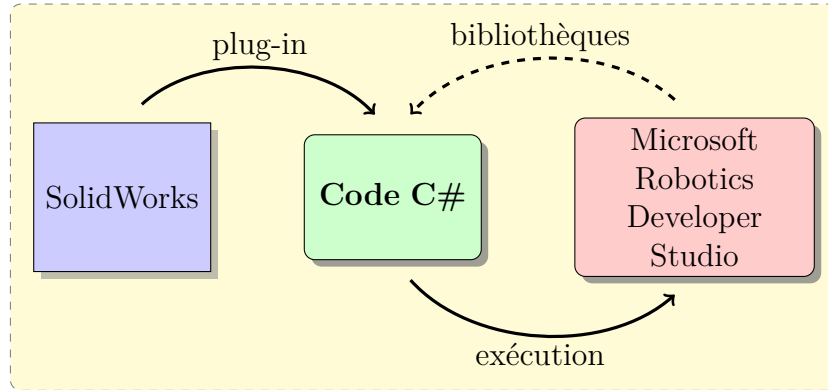 plug-in
bibliothèques
SolidWorks
Code C#
Microsoft
Robotics
Developer
Studio
exécution